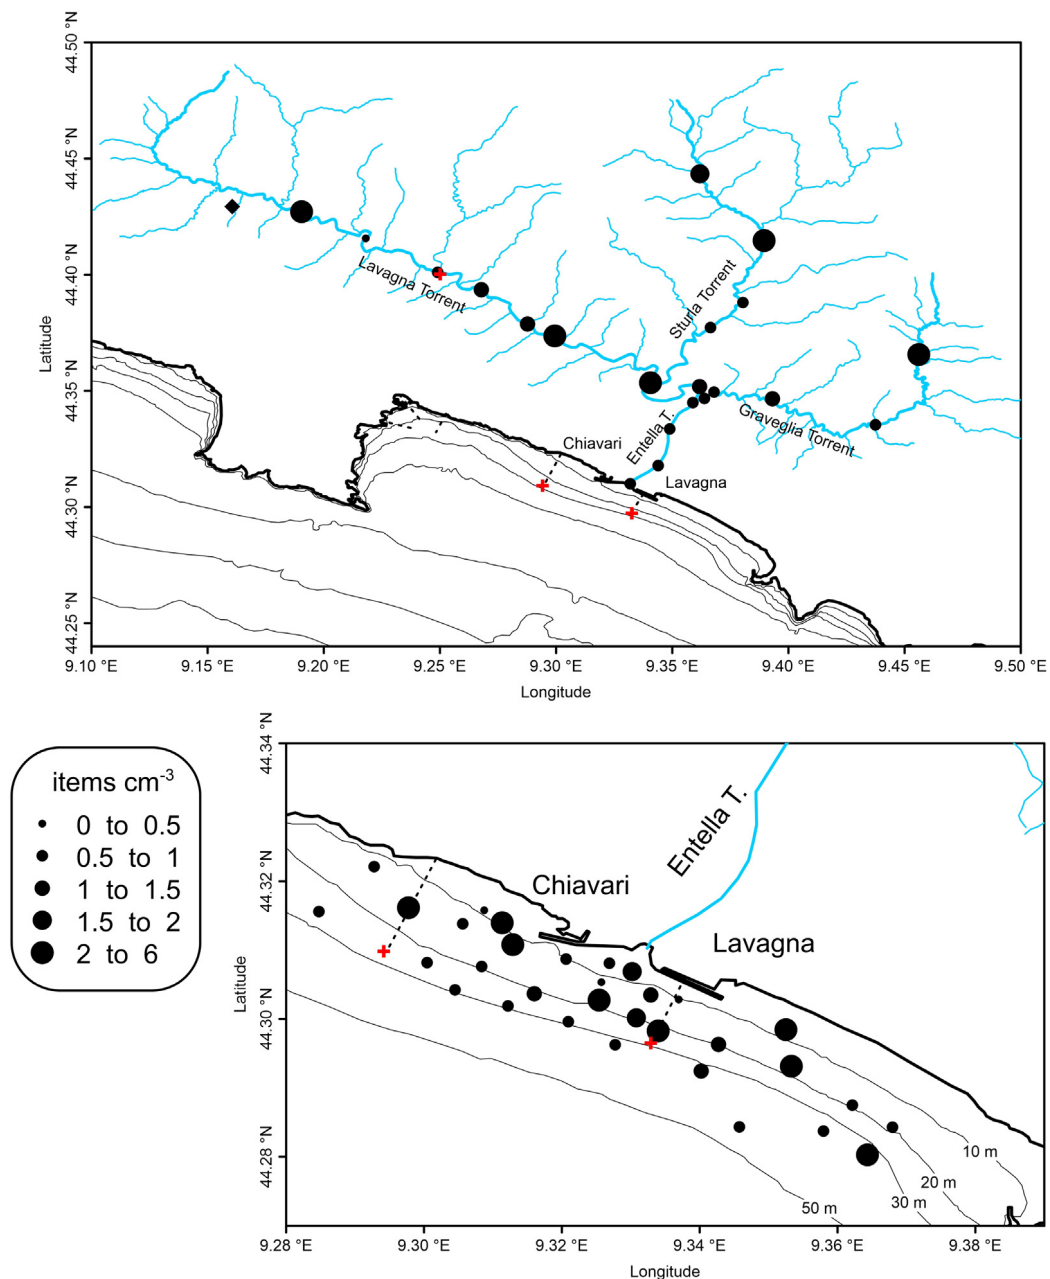 44.50 °N
44.45 °N
44.40 °N
44.35 °N
44.30 °N
44.25 °N
Latitude
Lavagna Torrent
Sturla Torrent
Graveglia Torrent
Entella T.
Chiavari
Lavagna
9.10 °E
9.15 °E
9.20 °E
9.25 °E
9.30 °E
9.35 °E
9.40 °E
9.45 °E
9.50 °E
Longitude
items cm-3
0 to 0.5
0.5 to 1
1 to 1.5
1.5 to 2
2 to 6
44.34 °N
44.32 °N
44.30 °N
44.28 °N
Latitude
Entella T.
Chiavari
Lavagna
10 m
20 m
30 m
50 m
9.28 °E
9.30 °E
9.32 °E
9.34 °E
9.36 °E
9.38 °E
Longitude